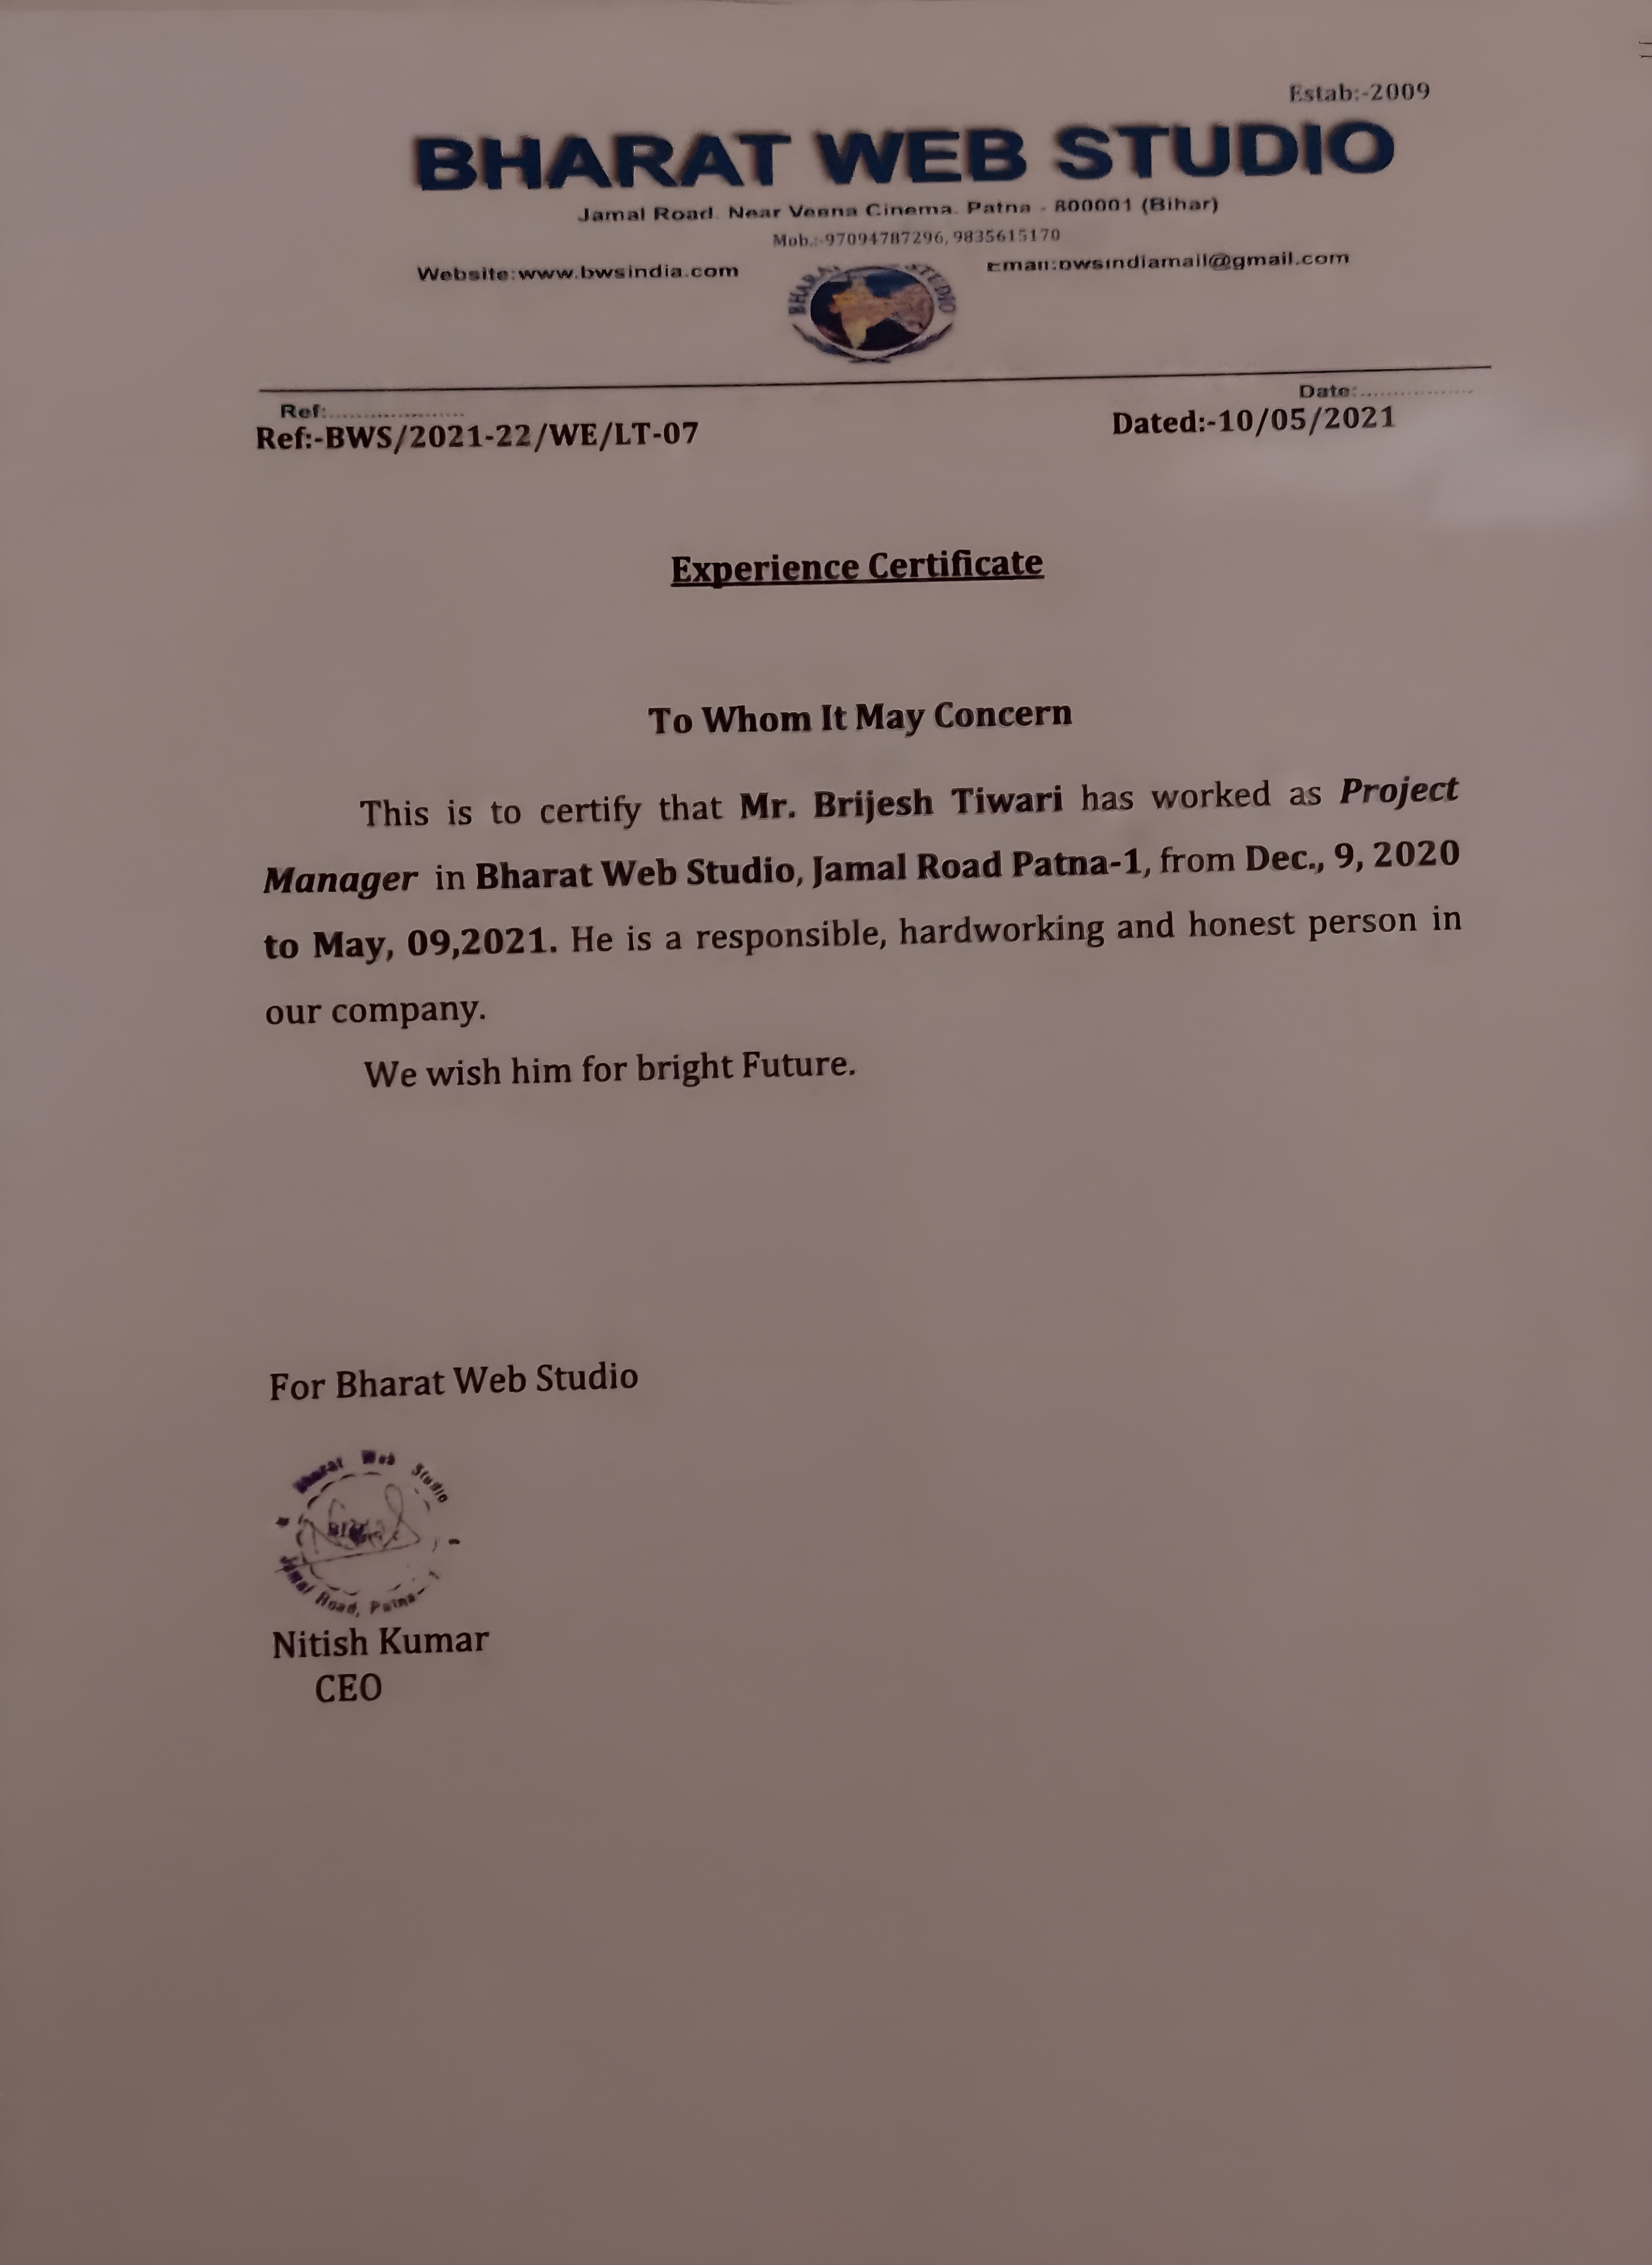 Estab:-2009
BHARAT WEB STUDIO
Jamal Road. Near Veena Cinema. Patna - 800001 (Bihar)
Mob.:-97094787296, 9835615170
Website:www.bwsindia.com
Email:bwsindiamail@gmail.com
BHARAT STUDIO
Ref:.....................
Date:.................
Ref:-BWS/2021-22/WE/LT-07
Dated:-10/05/2021
Experience Certificate
To Whom It May Concern
This is to certify that Mr. Brijesh Tiwari has worked as Project
Manager in Bharat Web Studio, Jamal Road Patna-1, from Dec., 9, 2020
to May, 09,2021. He is a responsible, hardworking and honest person in
our company.
We wish him for bright Future.
For Bharat Web Studio
Bharat Web Studio
Jamal Road, Patna-1
Nitish Kumar
CEO